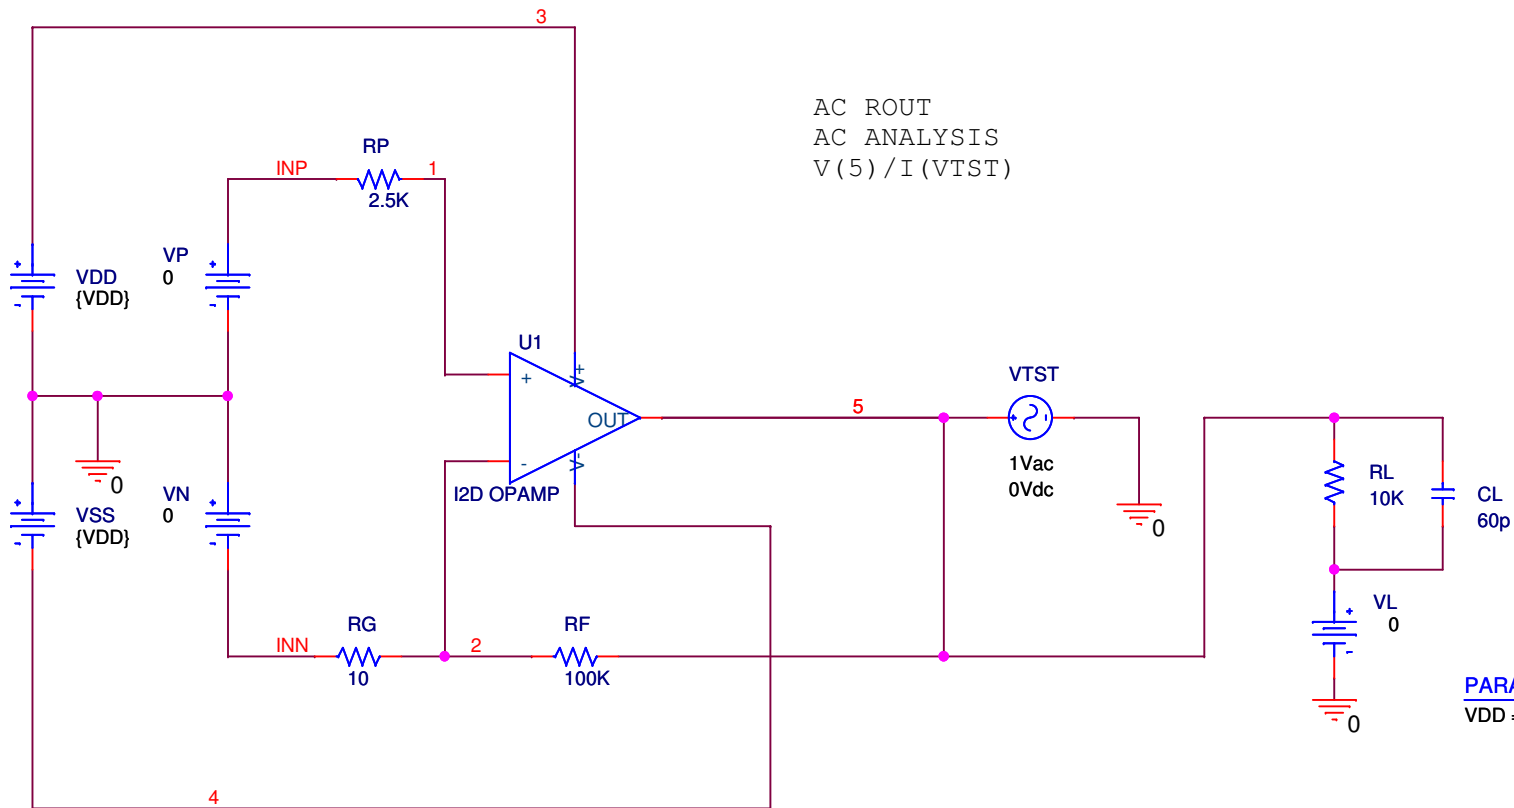 3
AC ROUT
AC ANALYSIS
V(5)/I(VTST)
RP
INP
1
2.5K
+
VDD
{VDD}
-
VP
0
+
-
U1
+
V+
OUT
-
V-
I2D OPAMP
5
VTST
+
-
1Vac
0Vdc
0
RL
10K
CL
60p
0
+
VSS
{VDD}
-
VN
0
+
-
VL
0
+
-
0
RG
INN
10
2
RF
100K
PARA
VDD =
4